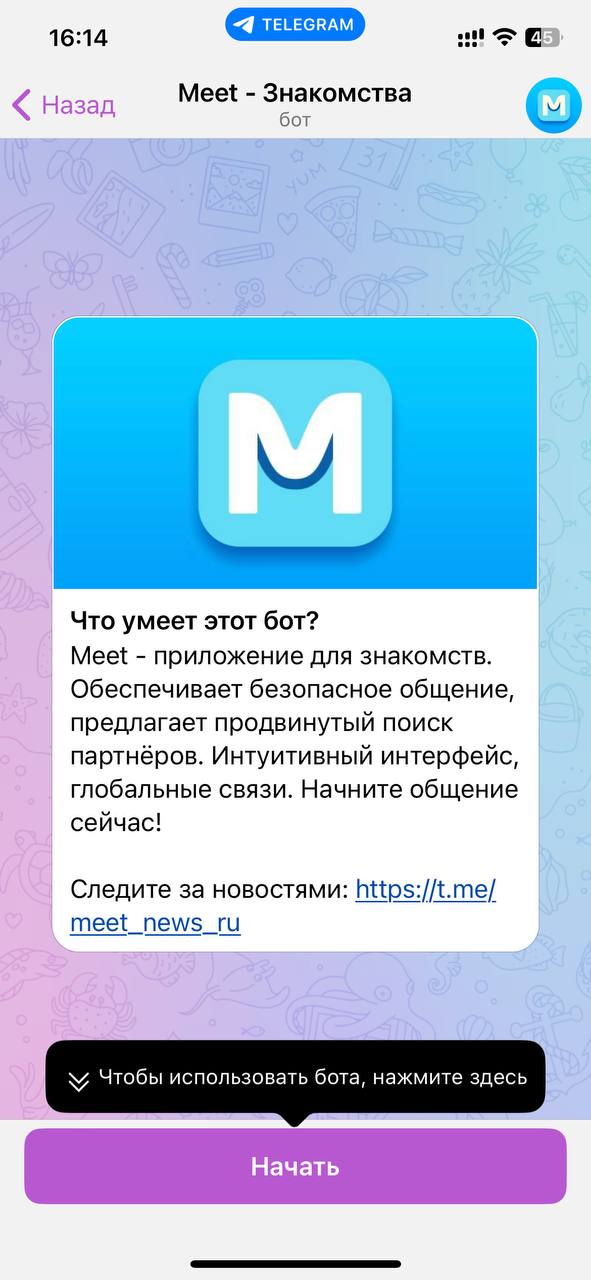 16:14
TELEGRAM
45
Назад
Meet - Знакомства
бот
M
31
YUM
M
Что умеет этот бот?
Meet - приложение для знакомств.
Обеспечивает безопасное общение,
предлагает продвинутый поиск
партнёров. Интуитивный интерфейс,
глобальные связи. Начните общение
сейчас!
Следите за новостями: https://t.me/
meet_news_ru
Чтобы использовать бота, нажмите здесь
Начать